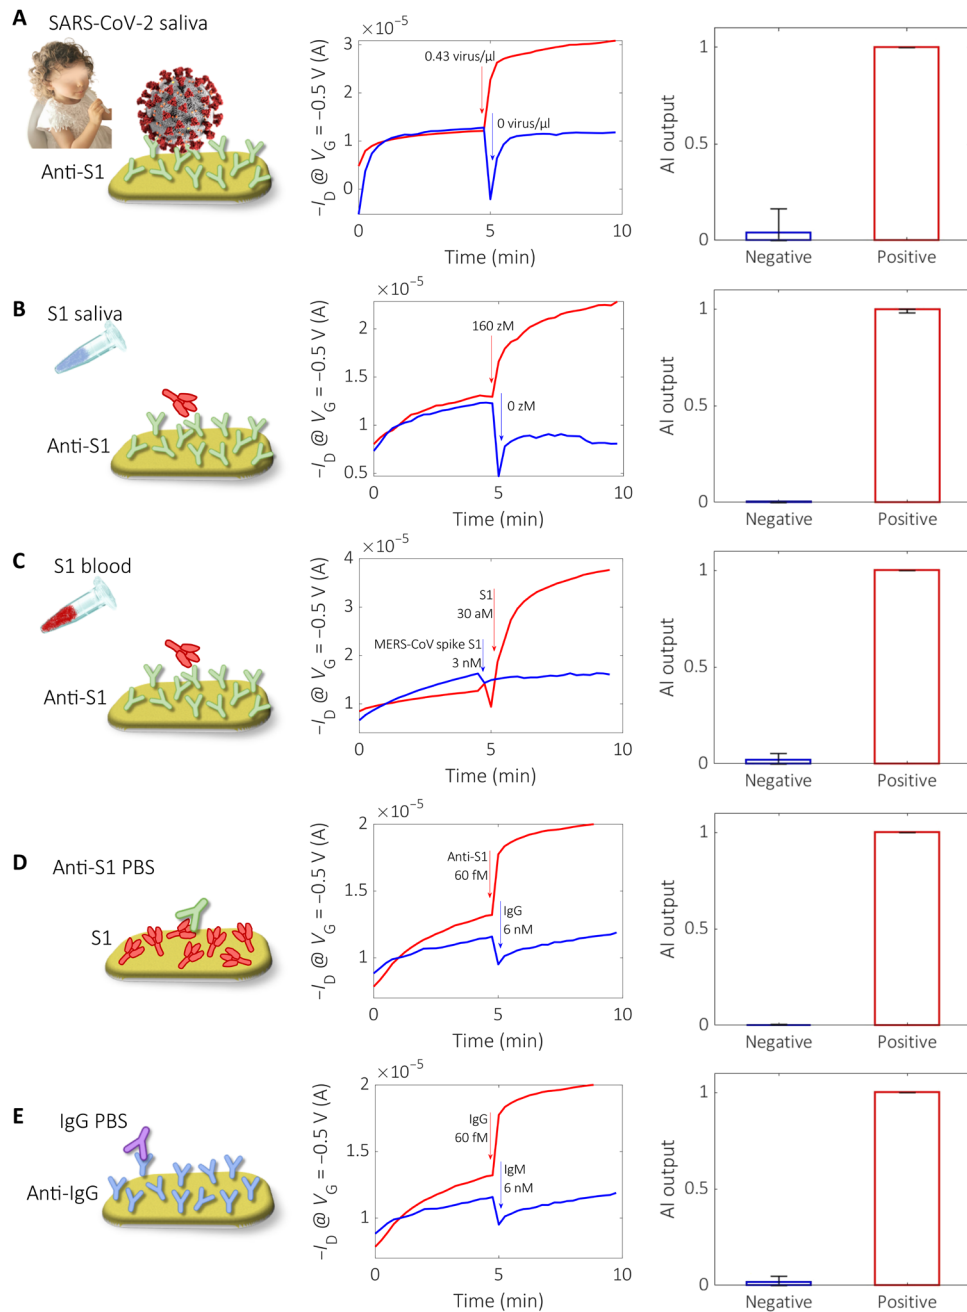 A
SARS-CoV-2 saliva
Anti-S1
×10⁻⁵
−I_D @ V_G = −0.5 V (A)
3
2
1
0
0.43 virus/µl
0 virus/µl
0 5 10
Time (min)
AI output
1
0.5
0
Negative Positive
B
S1 saliva
Anti-S1
×10⁻⁵
−I_D @ V_G = −0.5 V (A)
2
1.5
1
0.5
160 zM
0 zM
0 5 10
Time (min)
AI output
1
0.5
0
Negative Positive
C
S1 blood
Anti-S1
×10⁻⁵
−I_D @ V_G = −0.5 V (A)
4
3
2
1
S1
30 aM
MERS-CoV spike S1
3 nM
0 5 10
Time (min)
AI output
1
0.5
0
Negative Positive
D
Anti-S1 PBS
S1
×10⁻⁵
−I_D @ V_G = −0.5 V (A)
2
1.5
1
Anti-S1
60 fM
IgG
6 nM
0 5 10
Time (min)
AI output
1
0.5
0
Negative Positive
E
IgG PBS
Anti-IgG
×10⁻⁵
−I_D @ V_G = −0.5 V (A)
2
1.5
1
IgG
60 fM
IgM
6 nM
0 5 10
Time (min)
AI output
1
0.5
0
Negative Positive